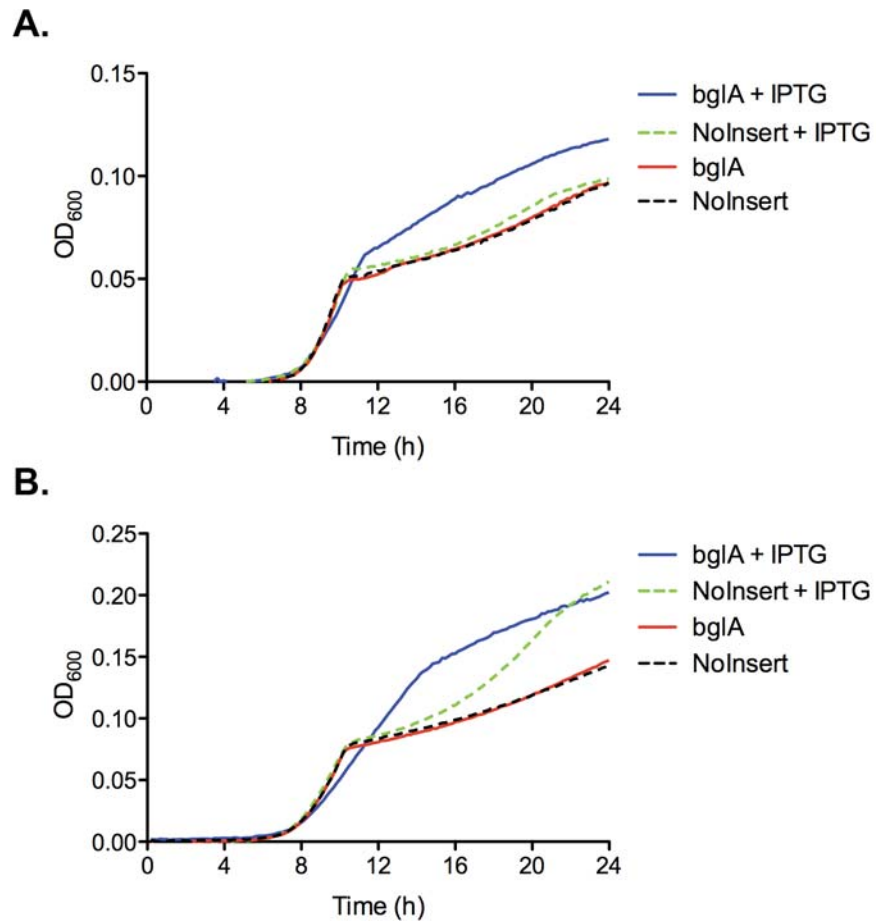 A.
0.15
0.10
0.05
0.00
OD600
0 4 8 12 16 20 24
Time (h)
bglA + IPTG
NoInsert + IPTG
bglA
NoInsert
B.
0.25
0.20
0.15
0.10
0.05
0.00
OD600
0 4 8 12 16 20 24
Time (h)
bglA + IPTG
NoInsert + IPTG
bglA
NoInsert